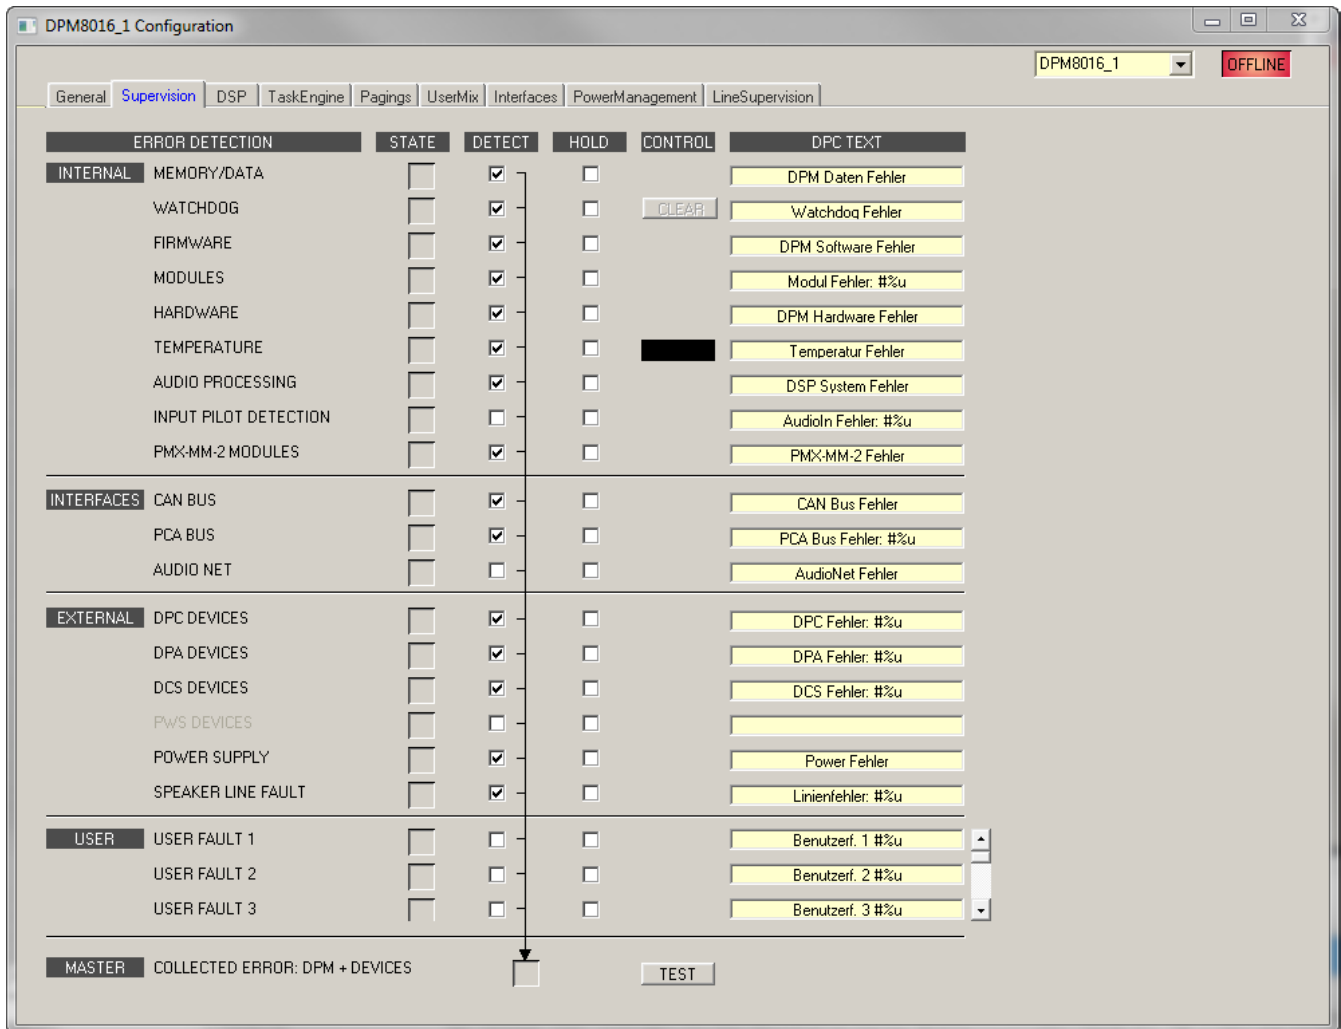 DPM8016_1 Configuration
DPM8016_1 OFFLINE
General Supervision DSP TaskEngine Pagings UserMix Interfaces PowerManagement LineSupervision
ERROR DETECTION STATE DETECT HOLD CONTROL DPC TEXT
INTERNAL MEMORY/DATA DPM Daten Fehler
WATCHDOG CLEAR Watchdog Fehler
FIRMWARE DPM Software Fehler
MODULES Modul Fehler: #%u
HARDWARE DPM Hardware Fehler
TEMPERATURE Temperatur Fehler
AUDIO PROCESSING DSP System Fehler
INPUT PILOT DETECTION AudioIn Fehler: #%u
PMX-MM-2 MODULES PMX-MM-2 Fehler
INTERFACES CAN BUS CAN Bus Fehler
PCA BUS PCA Bus Fehler: #%u
AUDIO NET AudioNet Fehler
EXTERNAL DPC DEVICES DPC Fehler: #%u
DPA DEVICES DPA Fehler: #%u
DCS DEVICES DCS Fehler: #%u
PWS DEVICES
POWER SUPPLY Power Fehler
SPEAKER LINE FAULT Linienfehler: #%u
USER USER FAULT 1 Benutzerf. 1 #%u
USER FAULT 2 Benutzerf. 2 #%u
USER FAULT 3 Benutzerf. 3 #%u
MASTER COLLECTED ERROR: DPM + DEVICES TEST